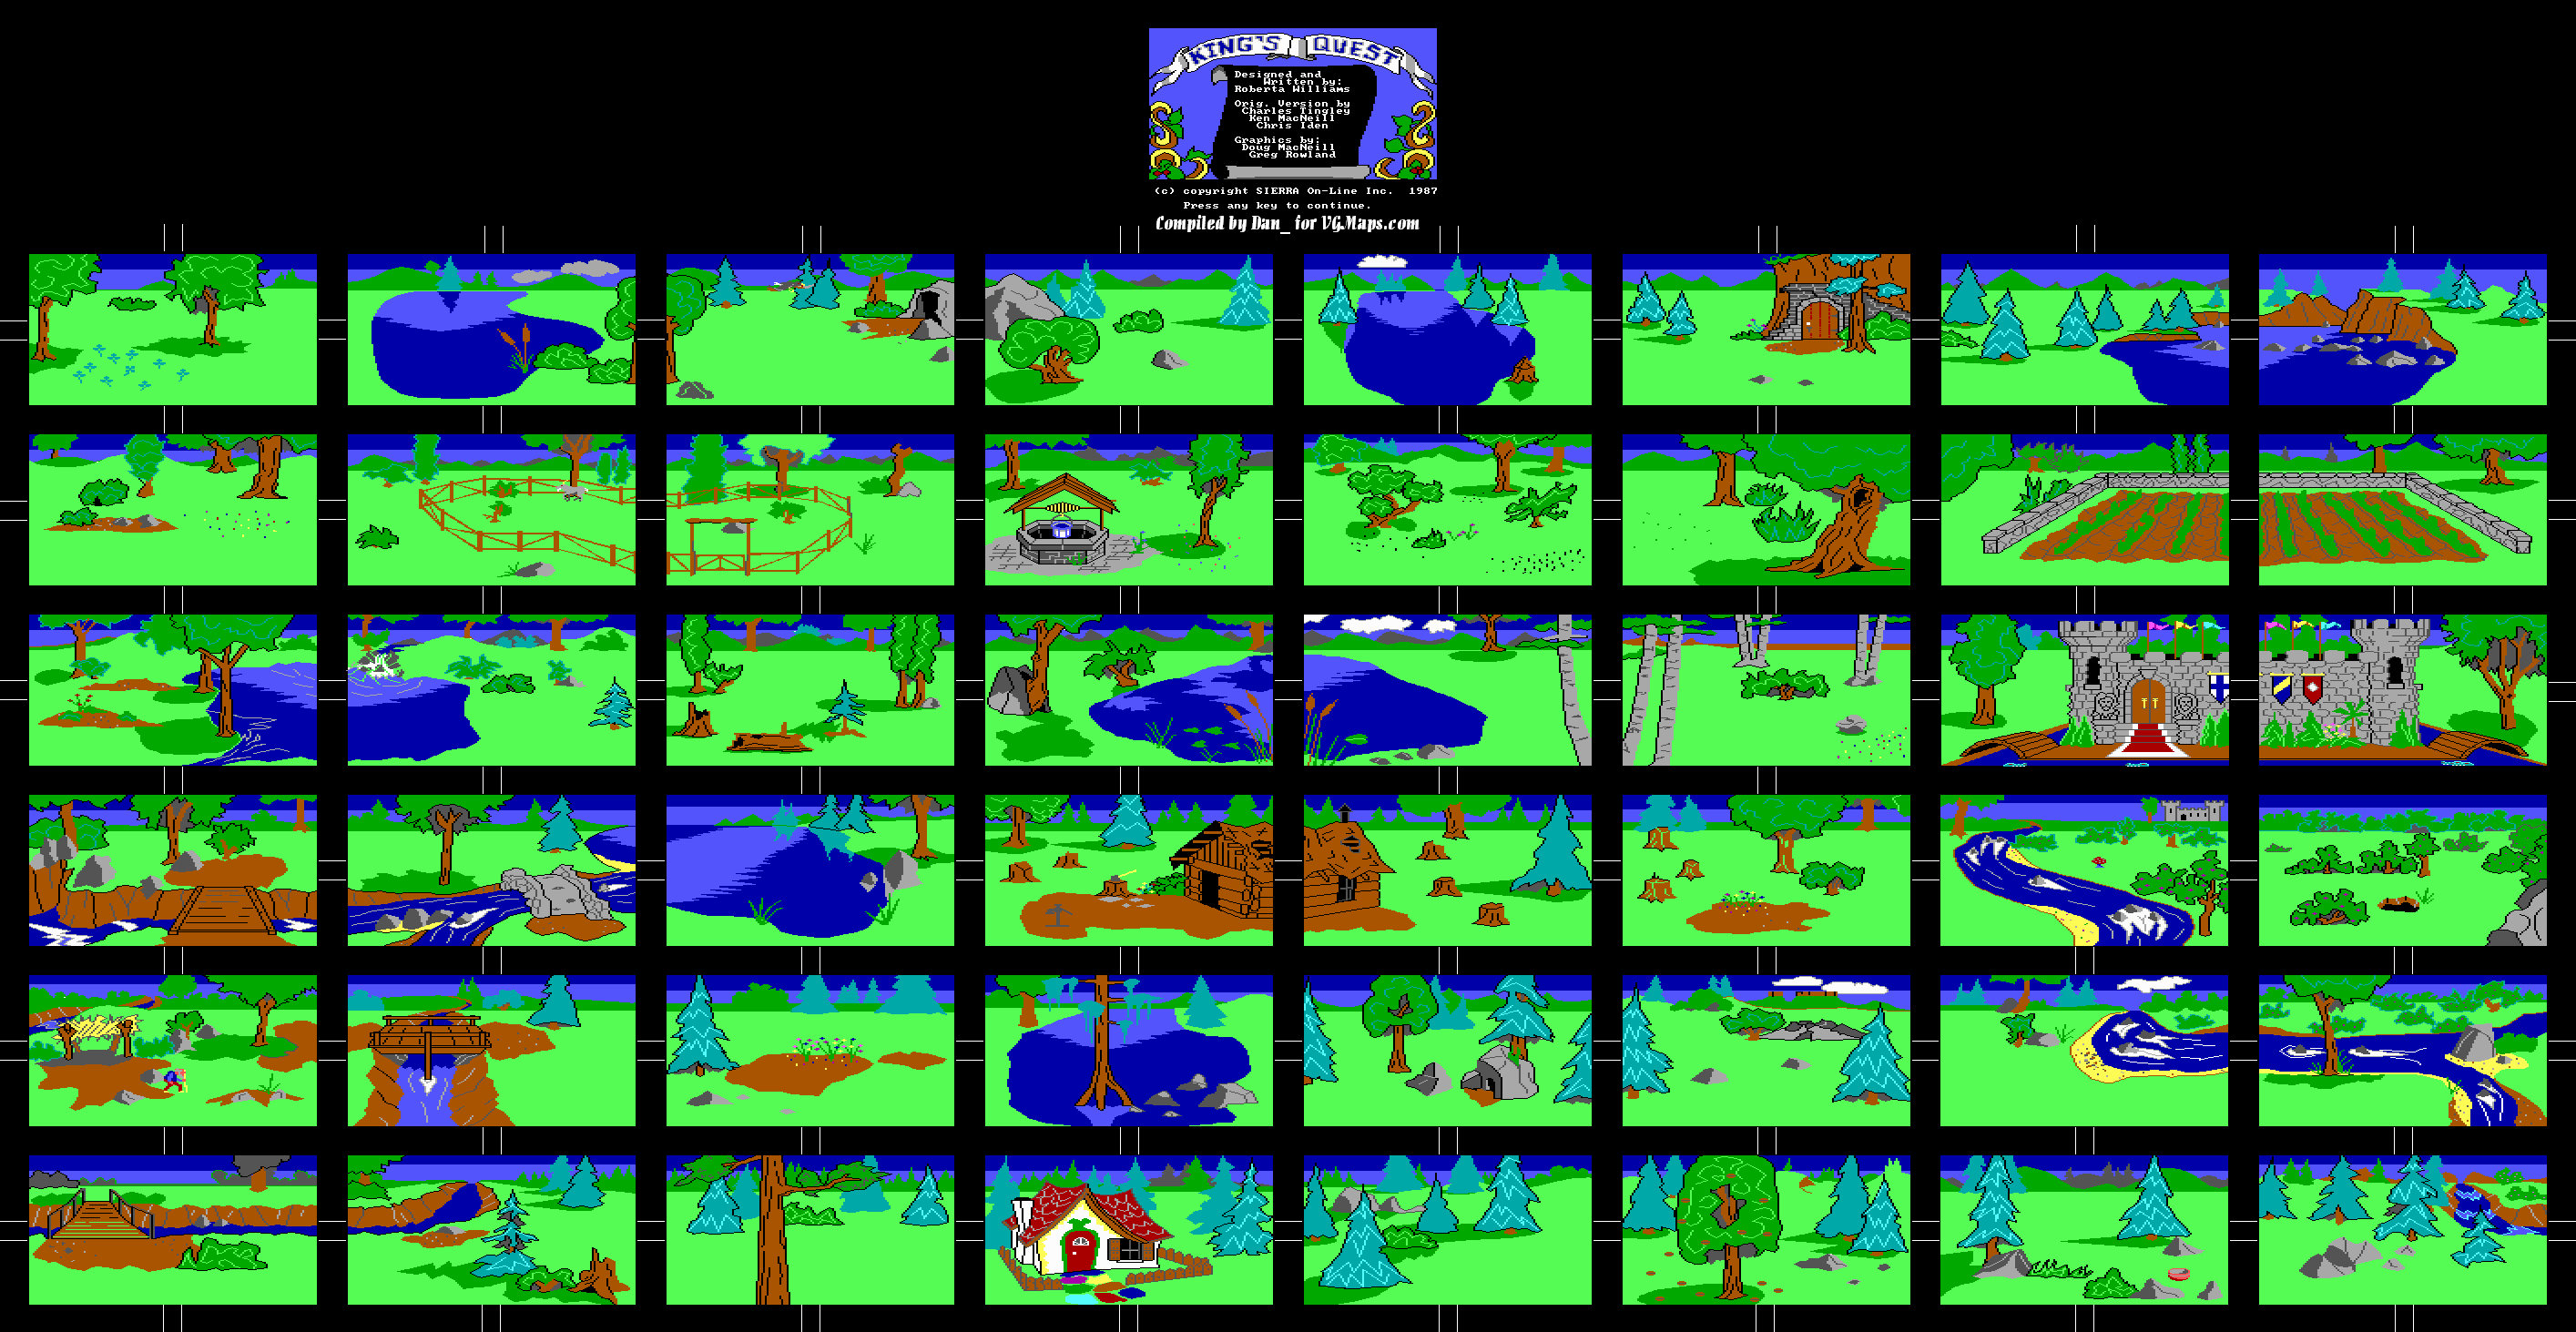 KING'S QUEST
Designed and
Written by:
Roberta Williams
Orig. Version by
Charles Tingley
Ken MacNeill
Chris Iden
Graphics by:
Doug MacNeill
Greg Rowland
(c) copyright SIERRA On-Line Inc. 1987
Press any key to continue.
Compiled by Dan_ for VGMaps.com